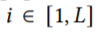 i ∈ [1, L]